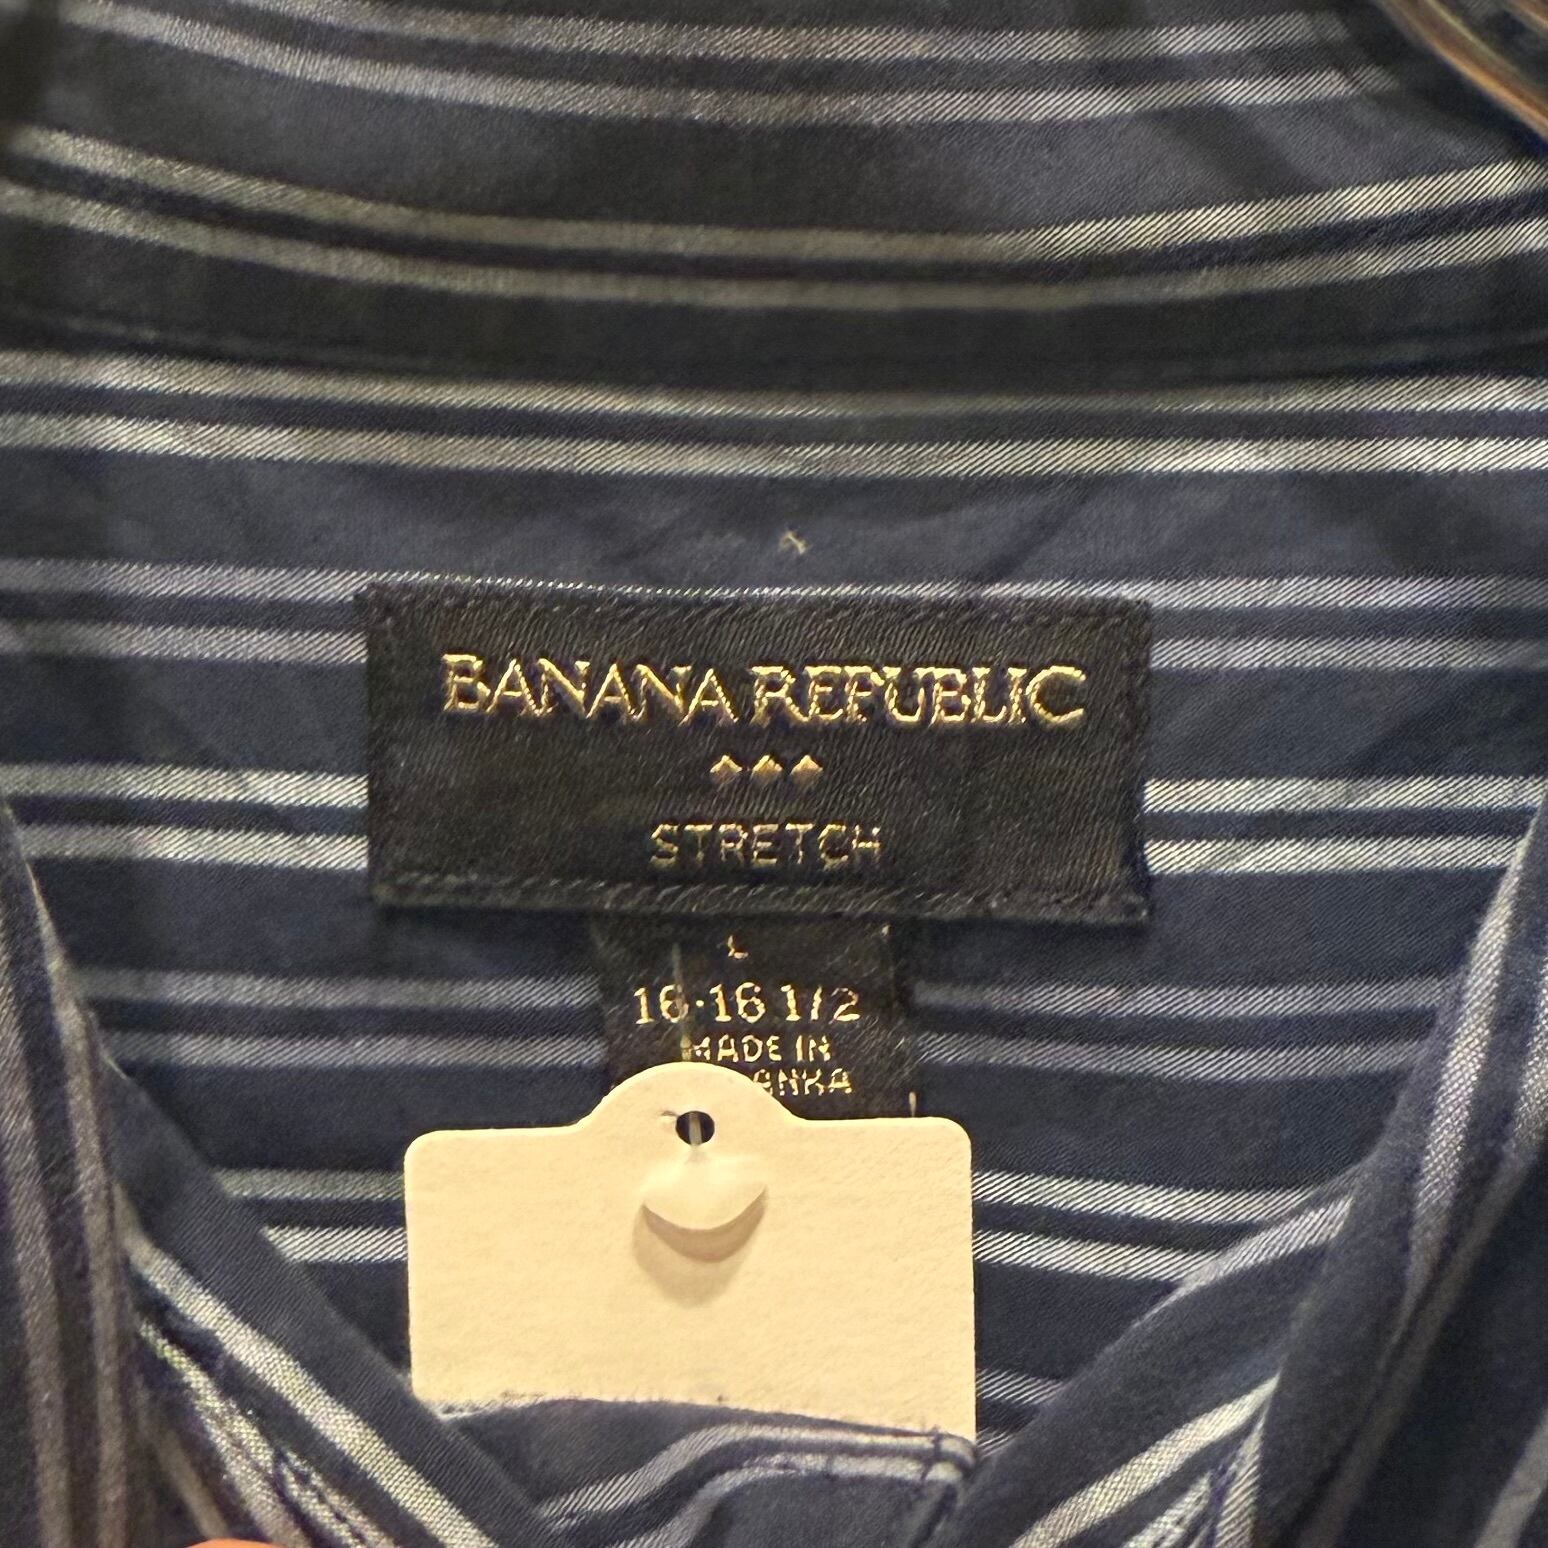 BANANA REPUBLIC
STRETCH
L
16·16 1/2
MADE IN